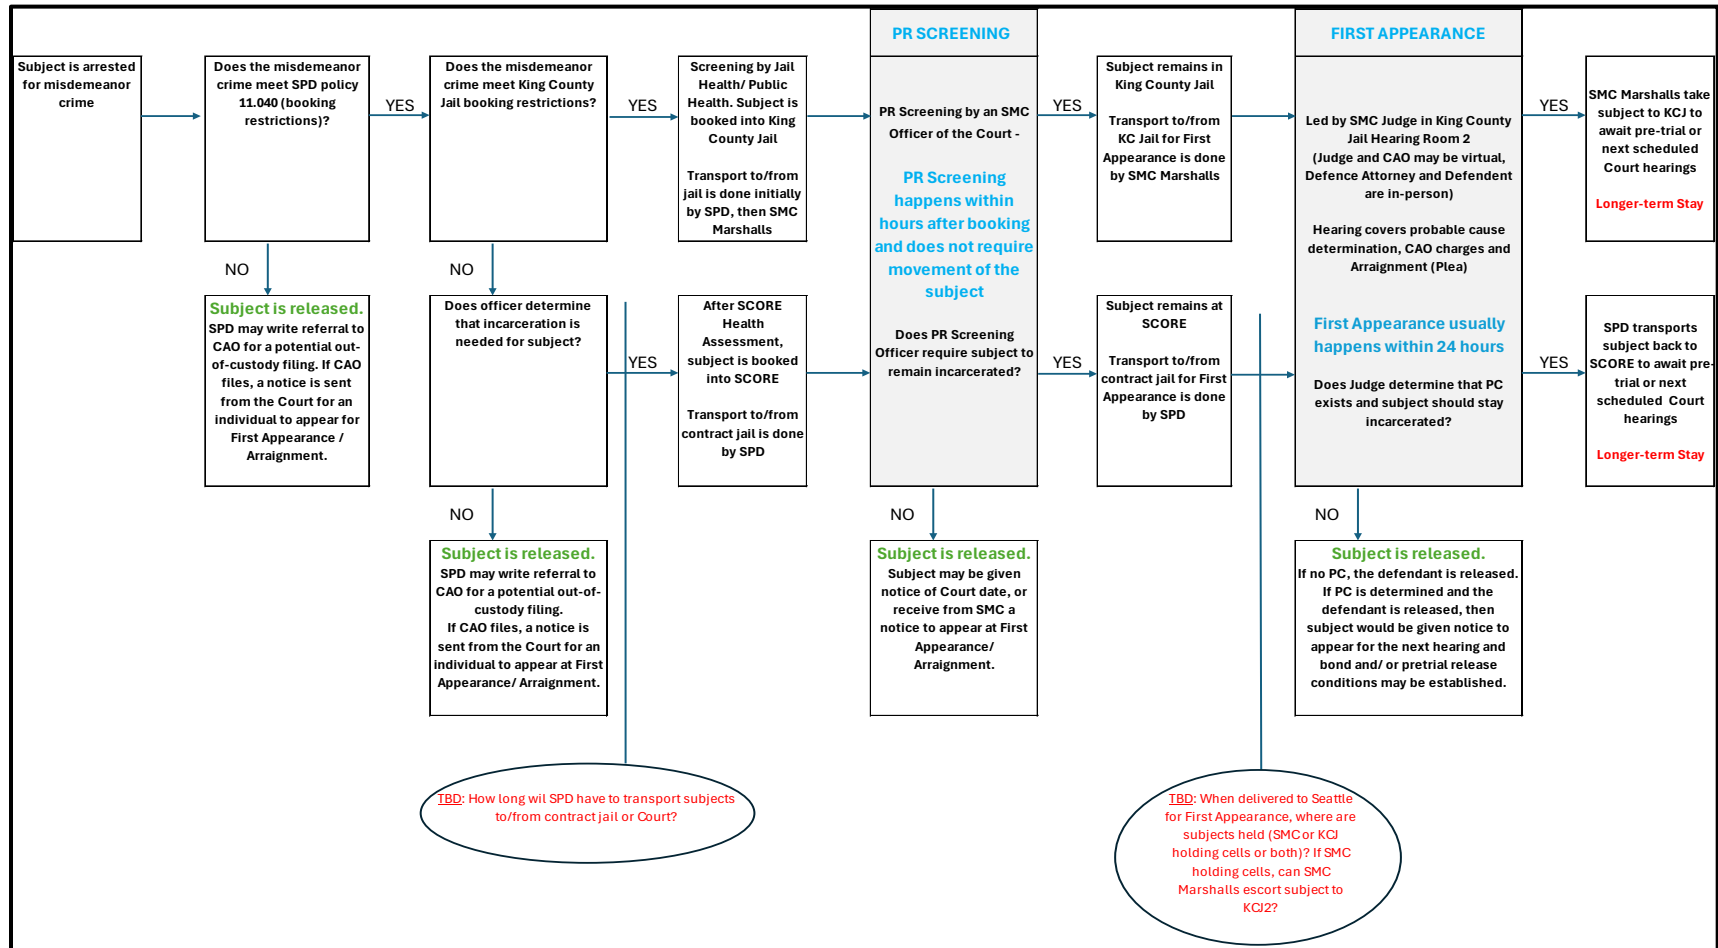 PR SCREENING
FIRST APPEARANCE
Subject is arrested
for misdemeanor
crime
Does the misdemeanor
crime meet SPD policy
11.040 (booking
restrictions)?
YES
Does the misdemeanor
crime meet King County
Jail booking restrictions?
YES
Screening by Jail
Health/ Public
Health. Subject is
booked into King
County Jail
Transport to/from
jail is done initially
by SPD, then SMC
Marshalls
PR Screening by an SMC
Officer of the Court -
PR Screening
happens within
hours after booking
and does not require
movement of the
subject
Does PR Screening
Officer require subject to
remain incarcerated?
YES
Subject remains in
King County Jail
Transport to/from
KC Jail for First
Appearance is done
by SMC Marshalls
Led by SMC Judge in King County
Jail Hearing Room 2
(Judge and CAO may be virtual,
Defence Attorney and Defendent
are in-person)
Hearing covers probable cause
determination, CAO charges and
Arraignment (Plea)
First Appearance usually
happens within 24 hours
Does Judge determine that PC
exists and subject should stay
incarcerated?
YES
SMC Marshalls take
subject to KCJ to
await pre-trial or
next scheduled
Court hearings
Longer-term Stay
NO
Subject is released.
SPD may write referral to
CAO for a potential out-
of-custody filing. If CAO
files, a notice is sent
from the Court for an
individual to appear for
First Appearance /
Arraignment.
NO
Does officer determine
that incarceration is
needed for subject?
YES
After SCORE
Health
Assessment,
subject is booked
into SCORE
Transport to/from
contract jail is done
by SPD
YES
Subject remains at
SCORE
Transport to/from
contract jail for First
Appearance is done
by SPD
YES
SPD transports
subject back to
SCORE to await pre-
trial or next
scheduled Court
hearings
Longer-term Stay
NO
Subject is released.
SPD may write referral to
CAO for a potential out-of-
custody filing.
If CAO files, a notice is
sent from the Court for an
individual to appear at First
Appearance/ Arraignment.
NO
Subject is released.
Subject may be given
notice of Court date, or
receive from SMC a
notice to appear at First
Appearance/
Arraignment.
NO
Subject is released.
If no PC, the defendant is released.
If PC is determined and the
defendant is released, then
subject would be given notice to
appear for the next hearing and
bond and/ or pretrial release
conditions may be established.
TBD: How long wil SPD have to transport subjects
to/from contract jail or Court?
TBD: When delivered to Seattle
for First Appearance, where are
subjects held (SMC or KCJ
holding cells or both)? If SMC
holding cells, can SMC
Marshalls escort subject to
KCJ2?